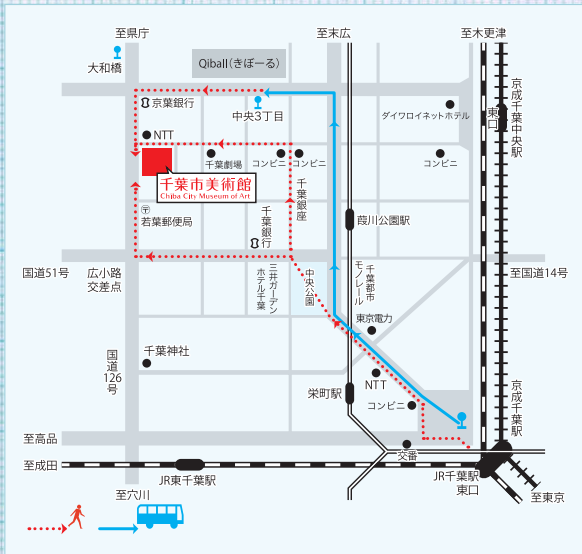 至県庁
至末広
至木更津
大和橋
Qiball(きぼーる)
京成千葉中央駅
東口
京葉銀行
中央3丁目
ダイワロイネットホテル
NTT
千葉劇場
コンビニ
コンビニ
コンビニ
千葉市美術館
Chiba City Museum of Art
千葉銀座
〒
若葉郵便局
千葉銀行
葭川公園駅
国道51号
広小路
交差点
三井ガーデン
ホテル千葉
中央公園
千葉都市
モノレール
至国道14号
東京電力
国道126号
千葉神社
栄町駅
NTT
コンビニ
京成千葉駅
至高品
交番
至成田
JR東千葉駅
JR千葉駅
東口
至穴川
至東京